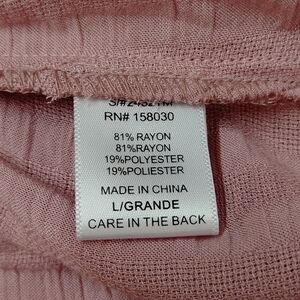 RN# 158030
81% RAYON
81%RAYON
19%POLYESTER
19%POLIESTER
MADE IN CHINA
L/GRANDE
CARE IN THE BACK